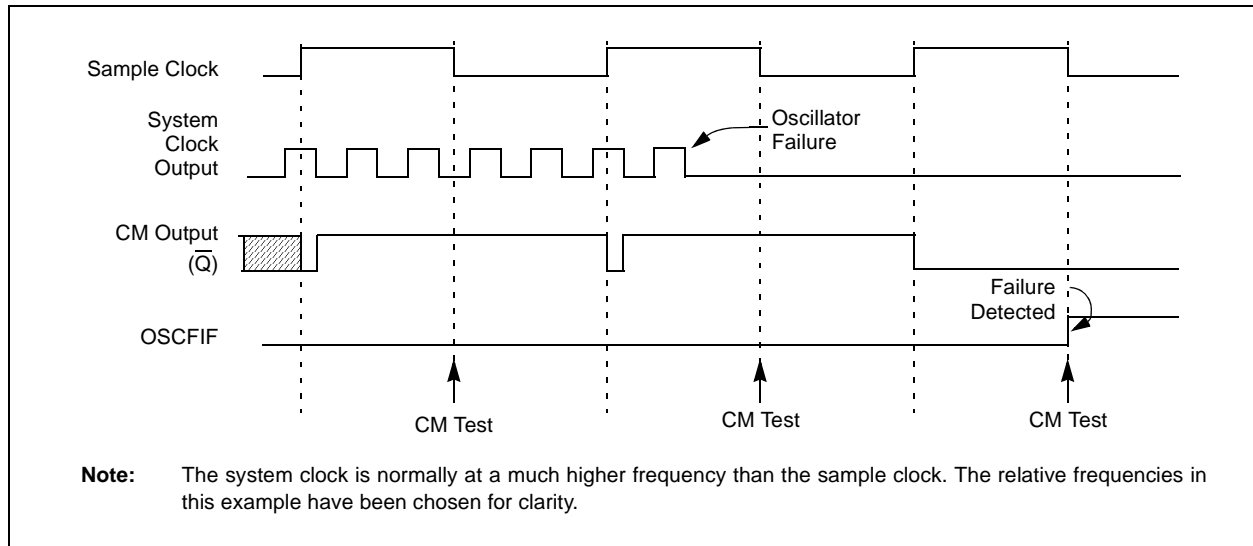 Sample Clock
System
Clock
Output
Oscillator
Failure
CM Output
(Q̅)
Failure
Detected
OSCFIF
CM Test
CM Test
CM Test
Note: The system clock is normally at a much higher frequency than the sample clock. The relative frequencies in
this example have been chosen for clarity.